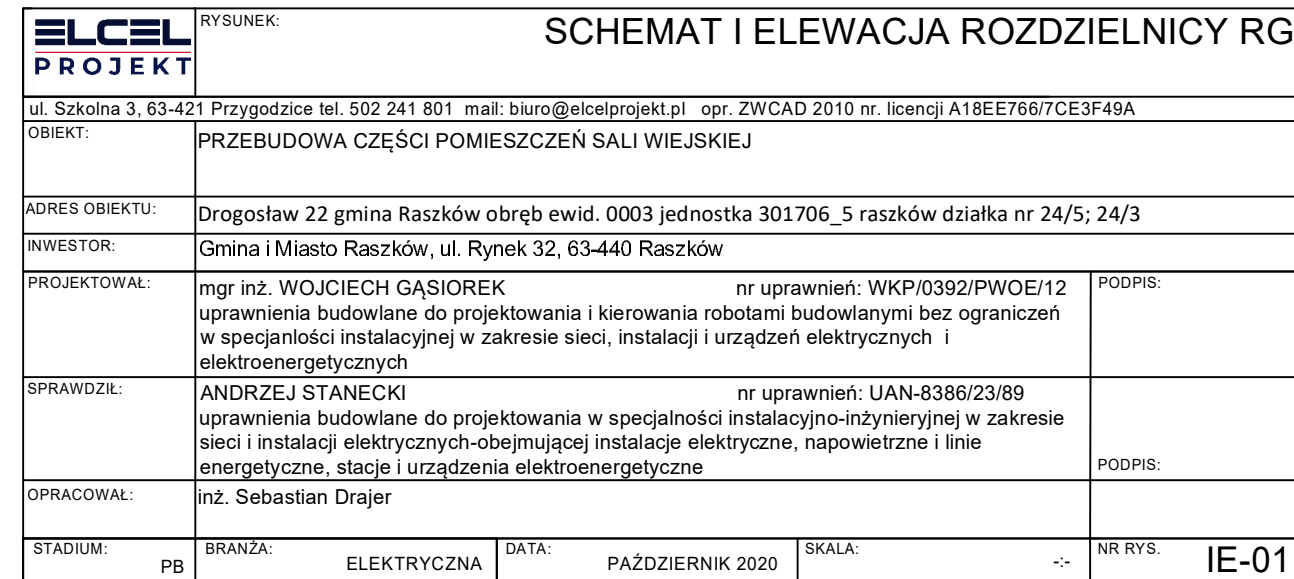 ELCEL
PROJEKT
RYSUNEK:
SCHEMAT I ELEWACJA ROZDZIELNICY RG
ul. Szkolna 3, 63-421 Przygodzice tel. 502 241 801 mail: biuro@elcelprojekt.pl opr. ZWCAD 2010 nr. licencji A18EE766/7CE3F49A
OBIEKT:
PRZEBUDOWA CZĘŚCI POMIESZCZEŃ SALI WIEJSKIEJ
ADRES OBIEKTU:
Drogosław 22 gmina Raszków obręb ewid. 0003 jednostka 301706_5 raszków działka nr 24/5; 24/3
INWESTOR:
Gmina i Miasto Raszków, ul. Rynek 32, 63-440 Raszków
PROJEKTOWAŁ:
mgr inż. WOJCIECH GĄSIOREK nr uprawnień: WKP/0392/PWOE/12
uprawnienia budowlane do projektowania i kierowania robotami budowlanymi bez ograniczeń
w specjanlości instalacyjnej w zakresie sieci, instalacji i urządzeń elektrycznych i
elektroenergetycznych
PODPIS:
SPRAWDZIŁ:
ANDRZEJ STANECKI nr uprawnień: UAN-8386/23/89
uprawnienia budowlane do projektowania w specjalności instalacyjno-inżynieryjnej w zakresie
sieci i instalacji elektrycznych-obejmującej instalacje elektryczne, napowietrzne i linie
energetyczne, stacje i urządzenia elektroenergetyczne
PODPIS:
OPRACOWAŁ:
inż. Sebastian Drajer
STADIUM:
PB
BRANŻA:
ELEKTRYCZNA
DATA:
PAŹDZIERNIK 2020
SKALA:
-:-
NR RYS.
IE-01